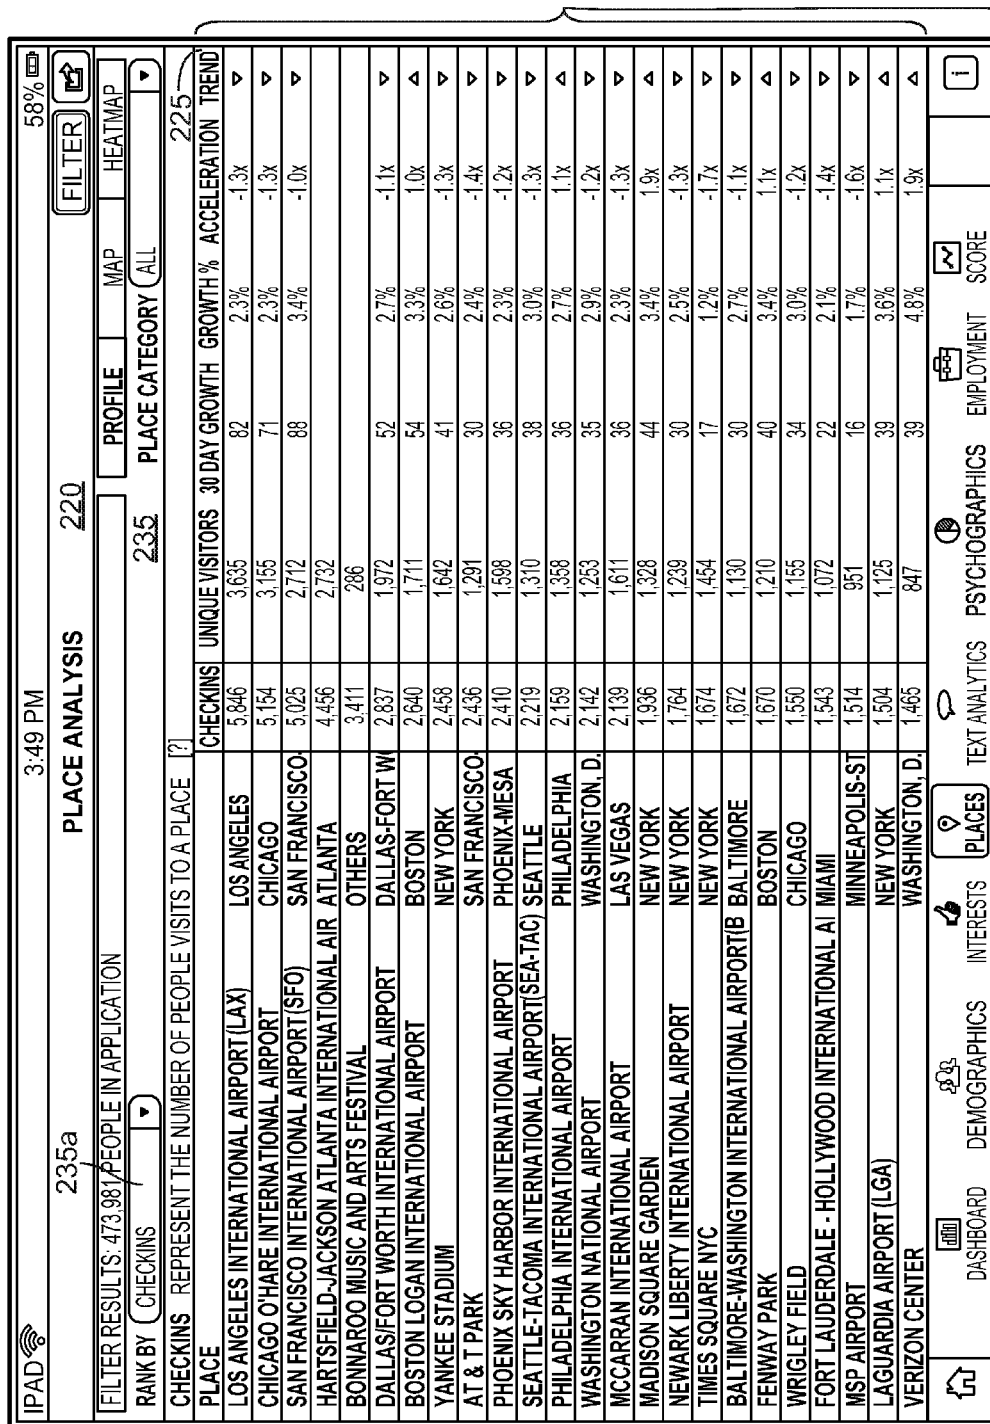 IPAD 3:49 PM 58%
235a PLACE ANALYSIS 220 FILTER
FILTER RESULTS: 473,981 PEOPLE IN APPLICATION PROFILE MAP HEATMAP
RANK BY CHECKINS 235 PLACE CATEGORY ALL
CHECKINS REPRESENT THE NUMBER OF PEOPLE VISITS TO A PLACE [?] 225
PLACE CHECKINS UNIQUE VISITORS 30 DAY GROWTH GROWTH % ACCELERATION TREND
LOS ANGELES INTERNATIONAL AIRPORT (LAX) LOS ANGELES 5,846 3,635 82 2.3% -1.3x
CHICAGO O'HARE INTERNATIONAL AIRPORT CHICAGO 5,154 3,155 71 2.3% -1.3x
SAN FRANCISCO INTERNATIONAL AIRPORT (SFO) SAN FRANCISCO- 5,025 2,712 88 3.4% -1.0x
HARTSFIELD-JACKSON ATLANTA INTERNATIONAL AIR ATLANTA 4,456 2,732
BONNAROO MUSIC AND ARTS FESTIVAL OTHERS 3,411 286
DALLAS/FORT WORTH INTERNATIONAL AIRPORT DALLAS-FORT W 2,837 1,972 52 2.7% -1.1x
BOSTON LOGAN INTERNATIONAL AIRPORT BOSTON 2,640 1,711 54 3.3% 1.0x
YANKEE STADIUM NEW YORK 2,458 1,642 41 2.6% -1.3x
AT & T PARK SAN FRANCISCO- 2,436 1,291 30 2.4% -1.4x
PHOENIX SKY HARBOR INTERNATIONAL AIRPORT PHOENIX-MESA 2,410 1,598 36 2.3% -1.2x
SEATTLE-TACOMA INTERNATIONAL AIRPORT(SEA-TAC) SEATTLE 2,219 1,310 38 3.0% -1.3x
PHILADELPHIA INTERNATIONAL AIRPORT PHILADELPHIA 2,159 1,358 36 2.7% 1.1x
WASHINGTON NATIONAL AIRPORT WASHINGTON, D. 2,142 1,253 35 2.9% -1.2x
MCCARRAN INTERNATIONAL AIRPORT LAS VEGAS 2,139 1,611 36 2.3% -1.3x
MADISON SQUARE GARDEN NEW YORK 1,936 1,328 44 3.4% 1.9x
NEWARK LIBERTY INTERNATIONAL AIRPORT NEW YORK 1,764 1,239 30 2.5% -1.3x
TIMES SQUARE NYC NEW YORK 1,674 1,454 17 1.2% -1.7x
BALTIMORE-WASHINGTON INTERNATIONAL AIRPORT(B BALTIMORE 1,672 1,130 30 2.7% -1.1x
FENWAY PARK BOSTON 1,670 1,210 40 3.4% 1.1x
WRIGLEY FIELD CHICAGO 1,550 1,155 34 3.0% -1.2x
FORT LAUDERDALE - HOLLYWOOD INTERNATIONAL AI MIAMI 1,543 1,072 22 2.1% -1.4x
MSP AIRPORT MINNEAPOLIS-ST 1,514 951 16 1.7% -1.6x
LAGUARDIA AIRPORT (LGA) NEW YORK 1,504 1,125 39 3.6% 1.1x
VERIZON CENTER WASHINGTON, D. 1,465 847 39 4.8% 1.9x
DASHBOARD DEMOGRAPHICS INTERESTS PLACES TEXT ANALYTICS PSYCHOGRAPHICS EMPLOYMENT SCORE i